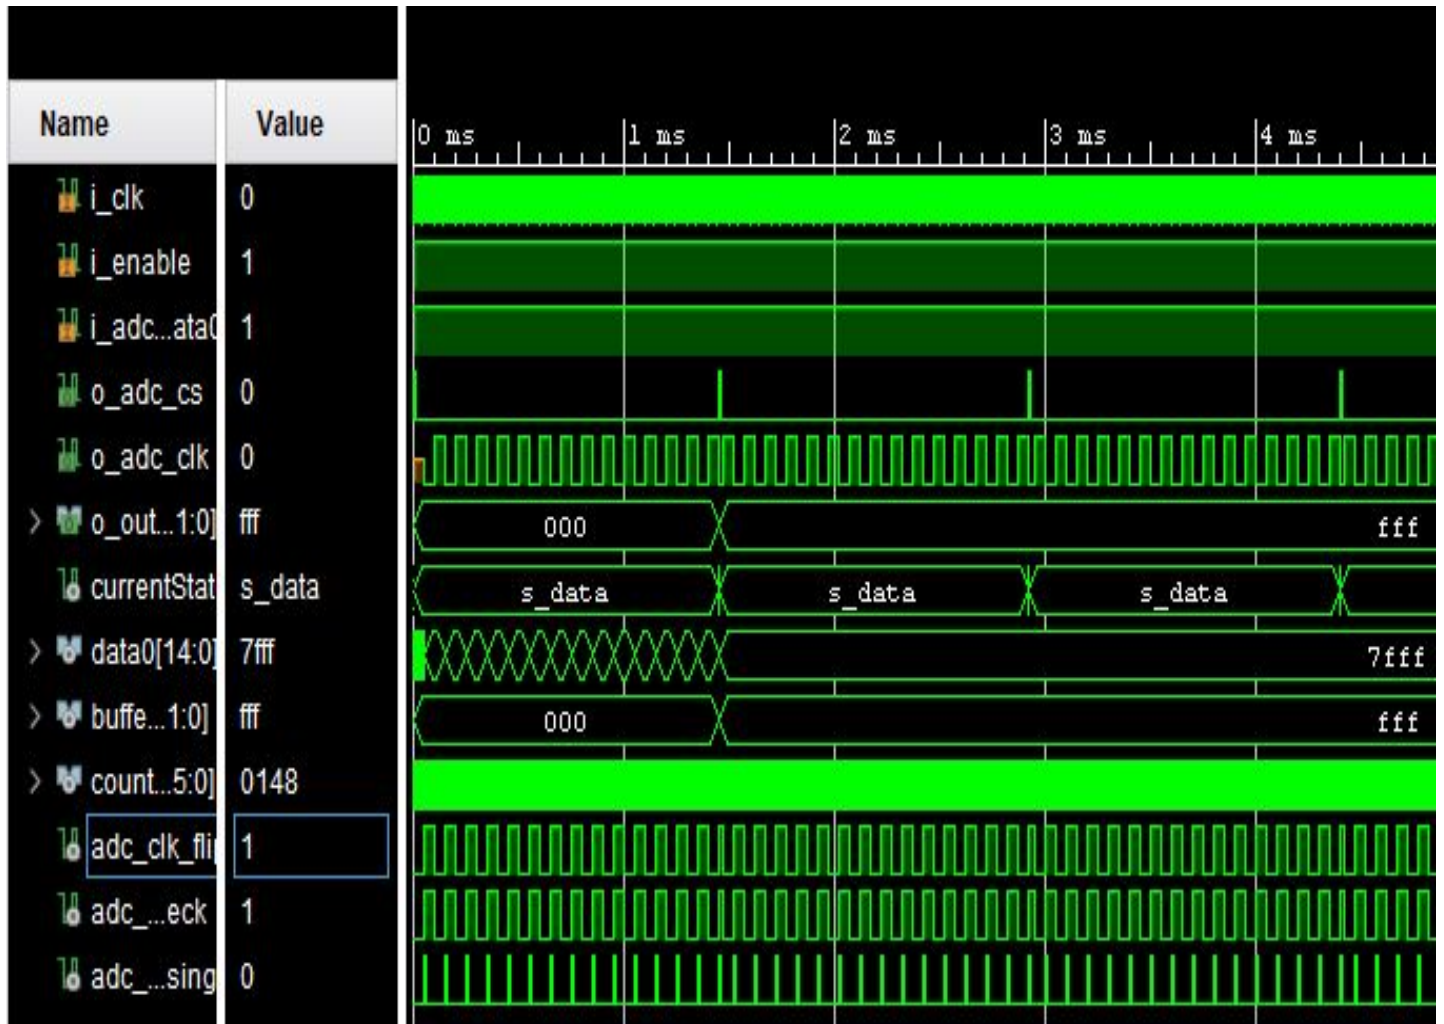 Name Value 0 ms 1 ms 2 ms 3 ms 4 ms
i_clk 0
i_enable 1
i_adc...ata0 1
o_adc_cs 0
o_adc_clk 0
> o_out...1:0] fff 000 fff
currentStat s_data s_data s_data s_data
> data0[14:0] 7fff 7fff
> buffe...1:0] fff 000 fff
> count...5:0] 0148
adc_clk_flip 1
adc_...eck 1
adc_...sing 0